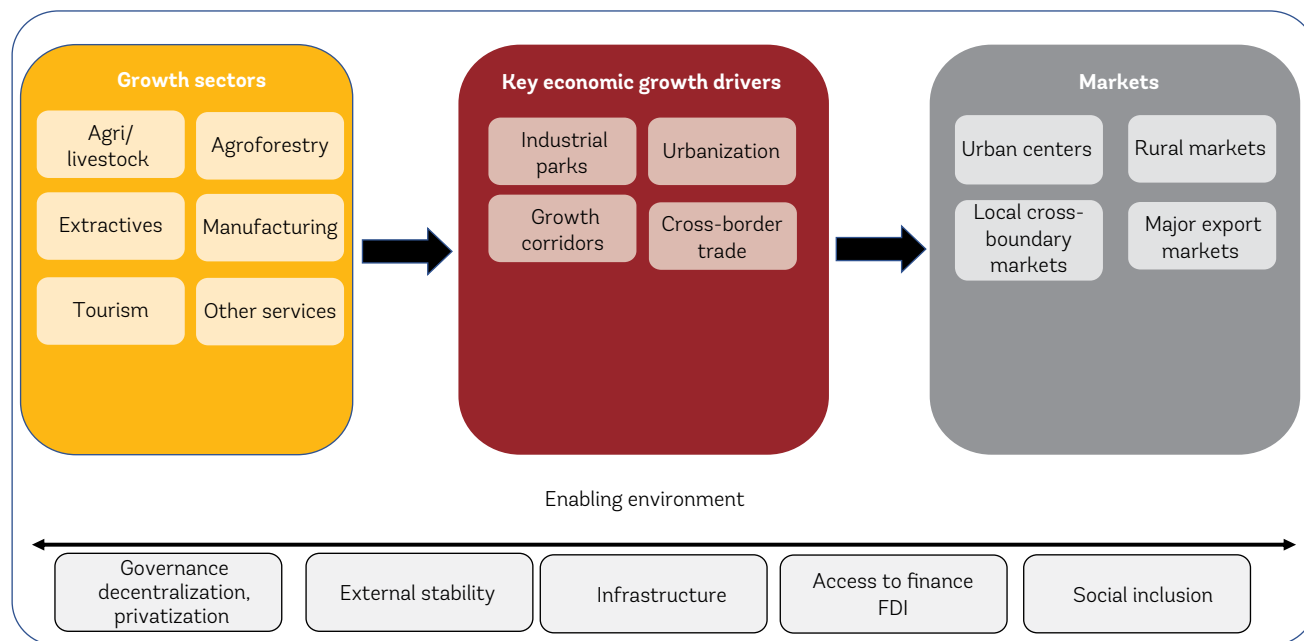 Growth sectors
Agri/
livestock
Agroforestry
Extractives
Manufacturing
Tourism
Other services
Key economic growth drivers
Industrial
parks
Urbanization
Growth
corridors
Cross-border
trade
Markets
Urban centers
Rural markets
Local cross-
boundary
markets
Major export
markets
Enabling environment
Governance
decentralization,
privatization
External stability
Infrastructure
Access to finance
FDI
Social inclusion